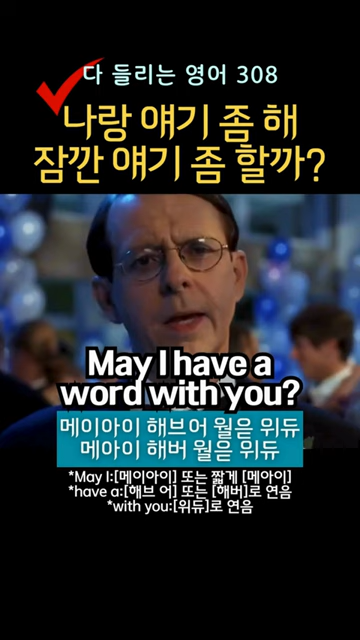 다 들리는 영어 308
나랑 얘기 좀 해
잠깐 얘기 좀 할까?
May I have a
word with you?
메이아이 해브어 월은 위듀
메아이 해버 월은 위듀
*May I:[메이아이] 또는 짧게 [메아이]
*have a:[해브 어] 또는 [해버]로 연음
*with you:[위듀]로 연음